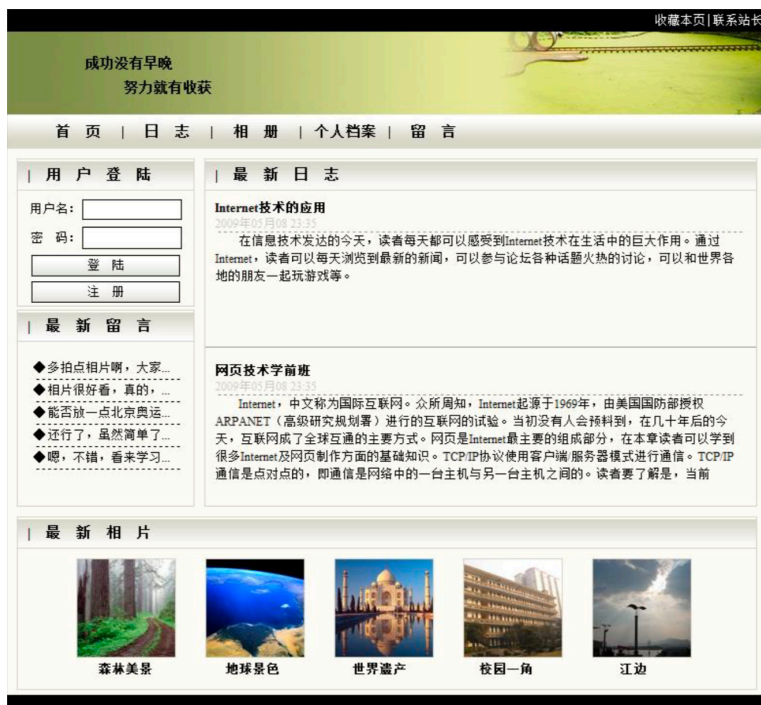 收藏本页|联系站长
成功没有早晚
努力就有收获
首 页 | 日 志 | 相 册 | 个人档案 | 留 言
| 用 户 登 陆
用户名:
密 码:
登 陆
注 册
| 最 新 留 言
◆多拍点相片啊，大家...
◆相片很好看，真的，...
◆能否放一点北京奥运...
◆还行了，虽然简单了...
◆嗯，不错，看来学习...
| 最 新 日 志
Internet技术的应用
2009年05月08 23:35
在信息技术发达的今天，读者每天都可以感受到Internet技术在生活中的巨大作用。通过
Internet，读者可以每天浏览到最新的新闻，可以参与论坛各种话题火热的讨论，可以和世界各
地的朋友一起玩游戏等。
网页技术学前班
2009年05月08 23:35
Internet，中文称为国际互联网。众所周知，Internet起源于1969年，由美国国防部授权
ARPANET（高级研究规划署）进行的互联网的试验。当初没有人会预料到，在几十年后的今
天，互联网成了全球互通的主要方式。网页是Internet最主要的组成部分，在本章读者可以学到
很多Internet及网页制作方面的基础知识。TCP/IP协议使用客户端/服务器模式进行通信。TCP/IP
通信是点对点的，即通信是网络中的一台主机与另一台主机之间的。读者要了解是，当前
| 最 新 相 片
森林美景
地球景色
世界遗产
校园一角
江边